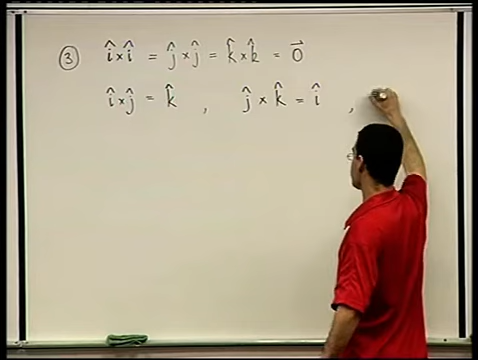 ③ î × î = ĵ × ĵ = k̂ × k̂ = 0⃗
î × ĵ = k̂ , ĵ × k̂ = î ,